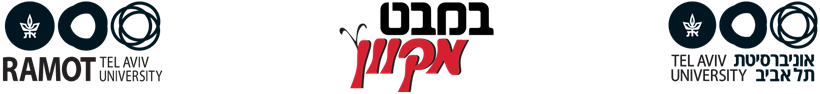 RAMOT TEL AVIV
UNIVERSITY
במבט
מקוון
TEL AVIV אוניברסיטת
UNIVERSITY תל אביב